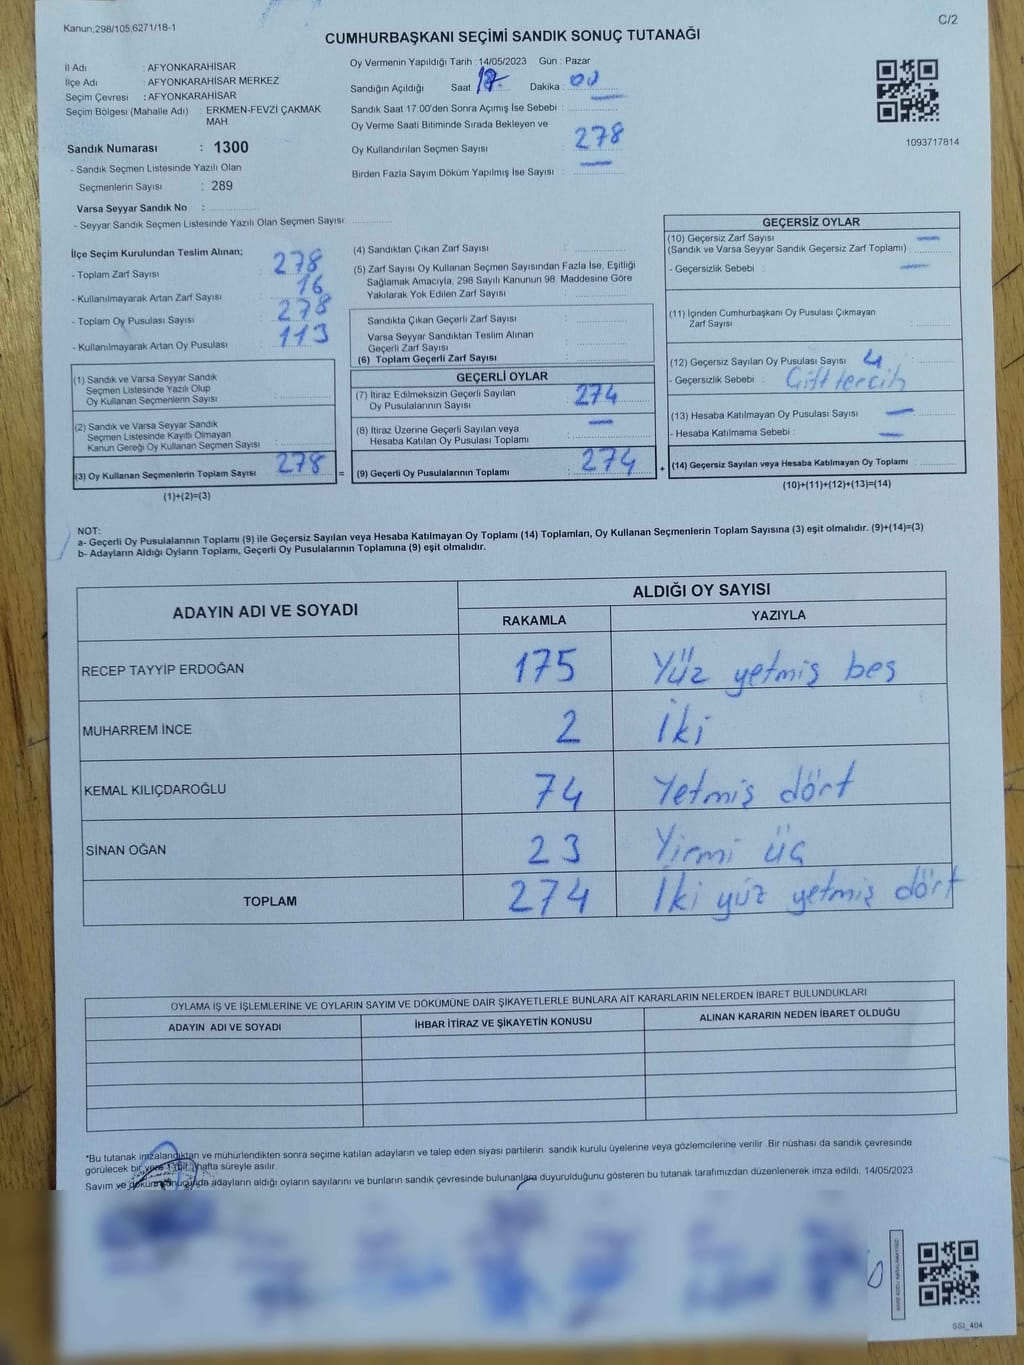 Kanun,298/105,6271/18-1
C/2
CUMHURBAŞKANI SEÇİMİ SANDIK SONUÇ TUTANAĞI
İl Adı : AFYONKARAHİSAR
İlçe Adı : AFYONKARAHİSAR MERKEZ
Seçim Çevresi : AFYONKARAHİSAR
Seçim Bölgesi (Mahalle Adı) : ERKMEN-FEVZİ ÇAKMAK MAH.
Sandık Numarası : 1300
- Sandık Seçmen Listesinde Yazılı Olan
Seçmenlerin Sayısı : 289
Varsa Seyyar Sandık No :
- Seyyar Sandık Seçmen Listesinde Yazılı Olan Seçmen Sayısı:
Oy Vermenin Yapıldığı Tarih : 14/05/2023 Gün : Pazar
Sandığın Açıldığı Saat 17 Dakika : 00
Sandık Saat 17:00'den Sonra Açımış İse Sebebi :
Oy Verme Saati Bitiminde Sırada Bekleyen ve
Oy Kullandırılan Seçmen Sayısı : 278
Birden Fazla Sayım Döküm Yapılmış İse Sayısı : —
1093717814
İlçe Seçim Kurulundan Teslim Alınan;
- Toplam Zarf Sayısı : 278
- Kullanılmayarak Artan Zarf Sayısı : 16
- Toplam Oy Pusulası Sayısı : 278
- Kullanılmayarak Artan Oy Pusulası : 113
(1) Sandık ve Varsa Seyyar Sandık
Seçmen Listesinde Yazılı Olup
Oy Kullanan Seçmenlerin Sayısı :
(2) Sandık ve Varsa Seyyar Sandık
Seçmen Listesinde Kayıtlı Olmayan
Kanun Gereği Oy Kullanan Seçmen Sayısı :
(3) Oy Kullanan Seçmenlerin Toplam Sayısı : 278 =
(1)+(2)=(3)
(4) Sandıktan Çıkan Zarf Sayısı :
(5) Zarf Sayısı Oy Kullanan Seçmen Sayısından Fazla İse, Eşitliği
Sağlamak Amacıyla, 298 Sayılı Kanunun 98. Maddesine Göre
Yakılarak Yok Edilen Zarf Sayısı :
Sandıkta Çıkan Geçerli Zarf Sayısı :
Varsa Seyyar Sandıktan Teslim Alınan
Geçerli Zarf Sayısı :
(6) Toplam Geçerli Zarf Sayısı :
GEÇERLİ OYLAR
(7) İtiraz Edilmeksizin Geçerli Sayılan
Oy Pusulalarının Sayısı : 274
(8) İtiraz Üzerine Geçerli Sayılan veya
Hesaba Katılan Oy Pusulası Toplamı : —
(9) Geçerli Oy Pusulalarının Toplamı : 274 +
GEÇERSİZ OYLAR
(10) Geçersiz Zarf Sayısı —
(Sandık ve Varsa Seyyar Sandık Geçersiz Zarf Toplamı) :
- Geçersizlik Sebebi : —
(11) İçinden Cumhurbaşkanı Oy Pusulası Çıkmayan
Zarf Sayısı :
(12) Geçersiz Sayılan Oy Pusulası Sayısı : 4
- Geçersizlik Sebebi : Çift tercih
(13) Hesaba Katılmayan Oy Pusulası Sayısı : —
- Hesaba Katılmama Sebebi : —
(14) Geçersiz Sayılan veya Hesaba Katılmayan Oy Toplamı :
(10)+(11)+(12)+(13)=(14)
NOT:
a- Geçerli Oy Pusulalarının Toplamı (9) ile Geçersiz Sayılan veya Hesaba Katılmayan Oy Toplamı (14) Toplamları, Oy Kullanan Seçmenlerin Toplam Sayısına (3) eşit olmalıdır. (9)+(14)=(3)
b- Adayların Aldığı Oyların Toplamı, Geçerli Oy Pusulalarının Toplamına (9) eşit olmalıdır.
ADAYIN ADI VE SOYADI
ALDIĞI OY SAYISI
RAKAMLA YAZIYLA
RECEP TAYYİP ERDOĞAN 175 Yüz yetmiş beş
MUHARREM İNCE 2 İki
KEMAL KILIÇDAROĞLU 74 Yetmiş dört
SİNAN OĞAN 23 Yirmi üç
TOPLAM 274 İki yüz yetmiş dört
OYLAMA İŞ VE İŞLEMLERİNE VE OYLARIN SAYIM VE DÖKÜMÜNE DAİR ŞİKAYETLERLE BUNLARA AİT KARARLARIN NELERDEN İBARET BULUNDUKLARI
ADAYIN ADI VE SOYADI İHBAR İTİRAZ VE ŞİKAYETİN KONUSU ALINAN KARARIN NEDEN İBARET OLDUĞU
*Bu tutanak imzalandıktan ve mühürlendikten sonra seçime katılan adayların ve talep eden siyasi partilerin sandık kurulu üyelerine veya gözlemcilerine verilir. Bir nüshası da sandık çevresinde
görülecek bir yere 1 (bir) hafta süreyle asılır.
Sayım ve döküm sonucunda adayların aldığı oyların sayılarını ve bunların sandık çevresinde bulunanlara duyurulduğunu gösteren bu tutanak tarafımızdan düzenlenerek imza edildi. 14/05/2023
SSI_404